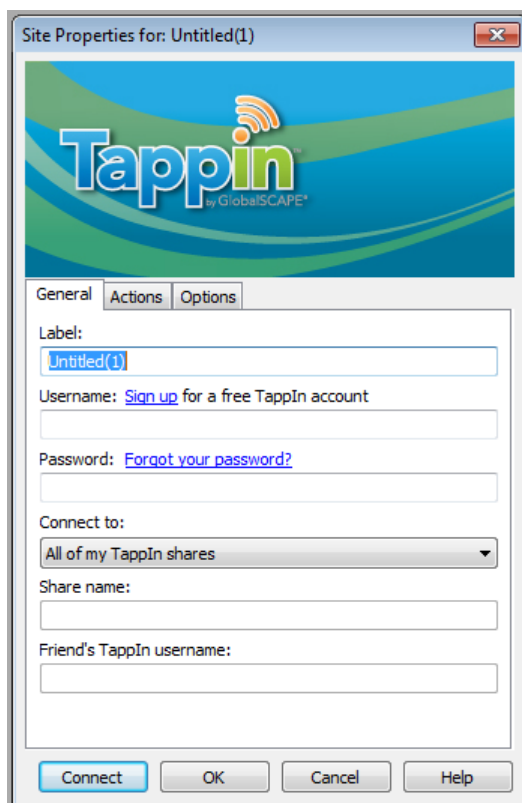 Site Properties for: Untitled(1)
Tappin™
by GlobalSCAPE®
General Actions Options
Label:
Untitled(1)
Username: Sign up for a free TappIn account
Password: Forgot your password?
Connect to:
All of my TappIn shares
Share name:
Friend's TappIn username:
Connect OK Cancel Help